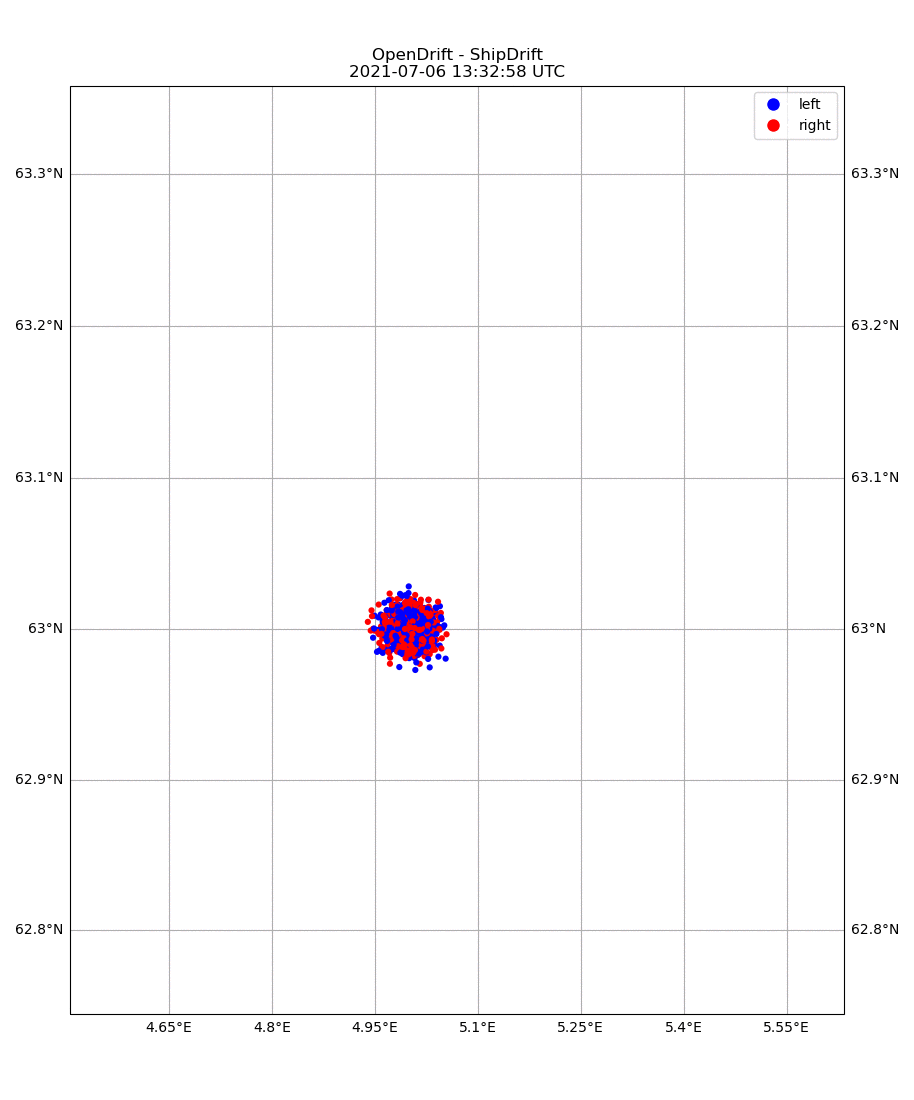 OpenDrift - ShipDrift
2021-07-06 13:32:58 UTC
left
right
63.3°N 63.3°N
63.2°N 63.2°N
63.1°N 63.1°N
63°N 63°N
62.9°N 62.9°N
62.8°N 62.8°N
4.65°E 4.8°E 4.95°E 5.1°E 5.25°E 5.4°E 5.55°E